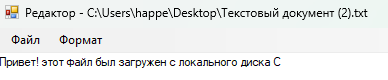 Редактор - C:\Users\happe\Desktop\Текстовый документ (2).txt
Файл Формат
Привет! этот файл был загружен с локального диска С